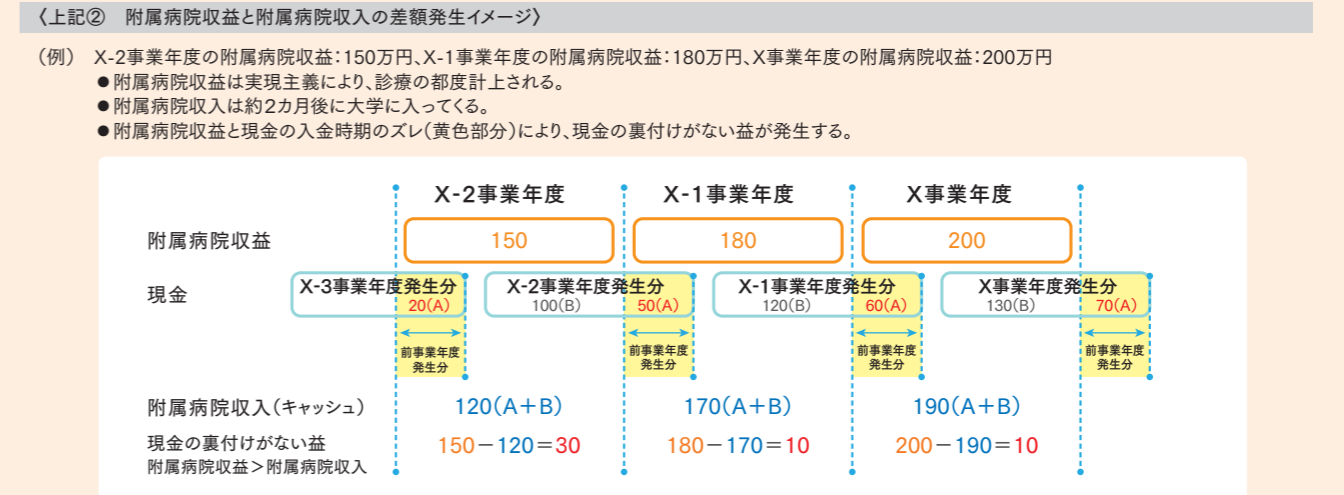 〈上記② 附属病院収益と附属病院収入の差額発生イメージ〉
（例） X-2事業年度の附属病院収益：150万円、X-1事業年度の附属病院収益：180万円、X事業年度の附属病院収益：200万円
●附属病院収益は実現主義により、診療の都度計上される。
●附属病院収入は約2カ月後に大学に入ってくる。
●附属病院収益と現金の入金時期のズレ（黄色部分）により、現金の裏付けがない益が発生する。
X-2事業年度 X-1事業年度 X事業年度
附属病院収益 150 180 200
現金
X-3事業年度発生分 X-2事業年度発生分 X-1事業年度発生分 X事業年度発生分
20(A) 100(B) 50(A) 120(B) 60(A) 130(B) 70(A)
前事業年度 前事業年度 前事業年度 前事業年度
発生分 発生分 発生分 発生分
附属病院収入（キャッシュ） 120(A＋B) 170(A＋B) 190(A＋B)
現金の裏付けがない益 150－120＝30 180－170＝10 200－190＝10
附属病院収益＞附属病院収入